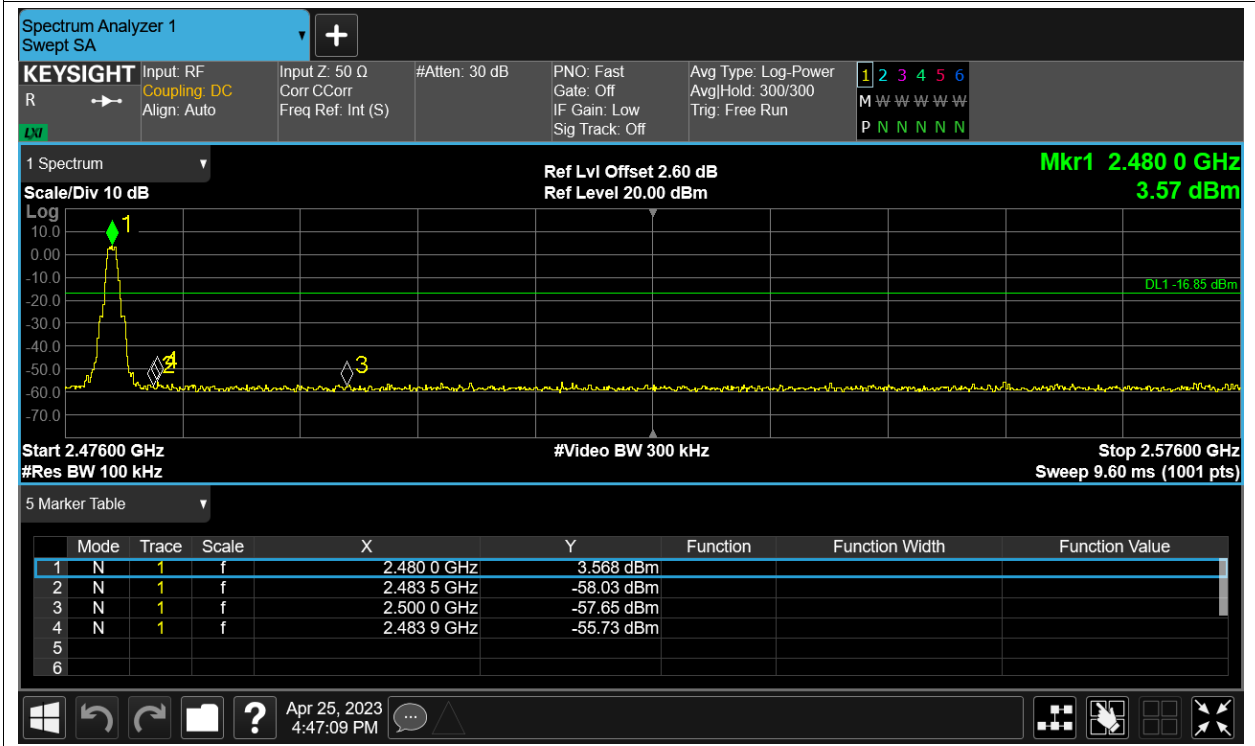 Spectrum Analyzer 1
Swept SA
+
KEYSIGHT Input: RF Input Z: 50 Ω #Atten: 30 dB PNO: Fast Avg Type: Log-Power 1 2 3 4 5 6
R Coupling: DC Corr CCorr Gate: Off Avg|Hold: 300/300 M W W W W W
Align: Auto Freq Ref: Int (S) IF Gain: Low Trig: Free Run
LXI Sig Track: Off P N N N N N
1 Spectrum Ref Lvl Offset 2.60 dB Mkr1 2.480 0 GHz
Scale/Div 10 dB Ref Level 20.00 dBm 3.57 dBm
Log
1
10.0
0.00
-10.0
DL1 -16.85 dBm
-20.0
-30.0
-40.0
2 4 3
-50.0
-60.0
-70.0
Start 2.47600 GHz #Video BW 300 kHz Stop 2.57600 GHz
#Res BW 100 kHz Sweep 9.60 ms (1001 pts)
5 Marker Table
Mode Trace Scale X Y Function Function Width Function Value
1 N 1 f 2.480 0 GHz 3.568 dBm
2 N 1 f 2.483 5 GHz -58.03 dBm
3 N 1 f 2.500 0 GHz -57.65 dBm
4 N 1 f 2.483 9 GHz -55.73 dBm
5
6
? Apr 25, 2023
4:47:09 PM